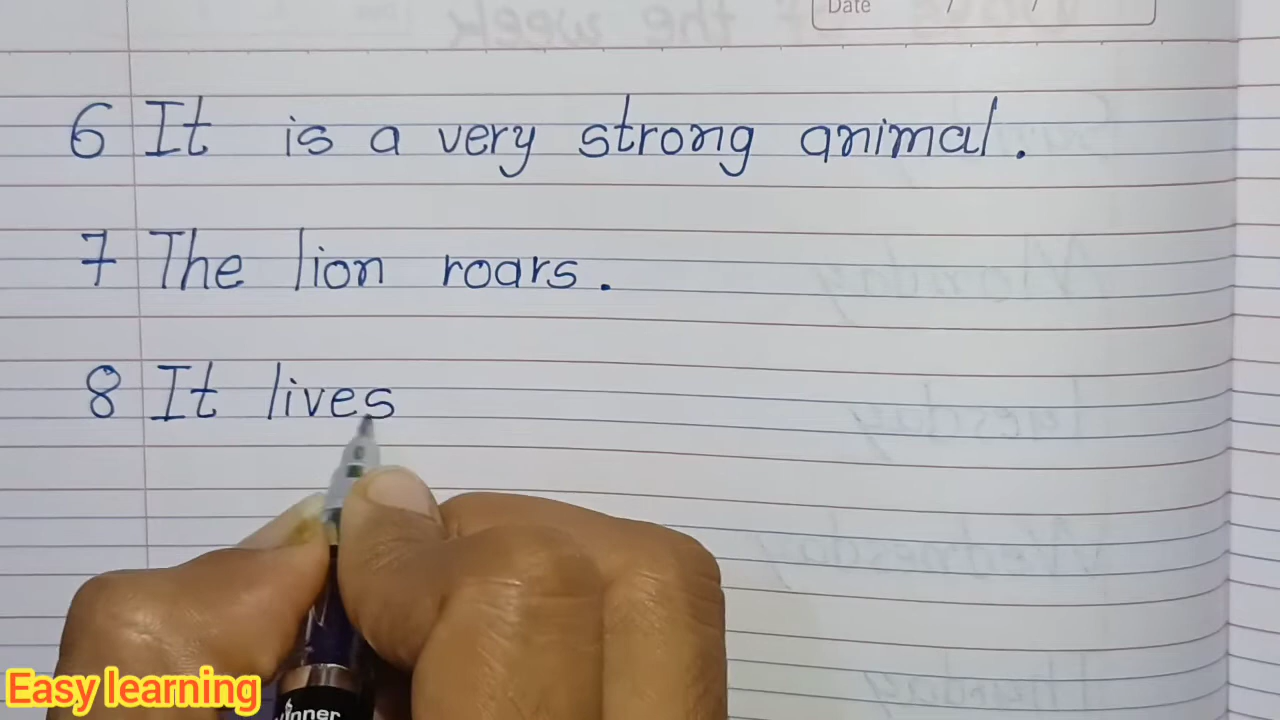 Date / /
6 It is a very strong animal.
7 The lion roars.
8 It lives
Easy learning